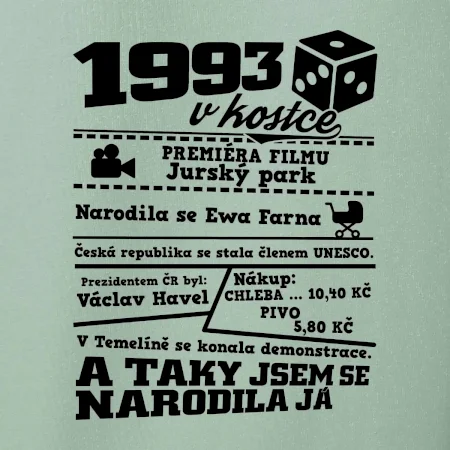 1993
v kostce
PREMIÉRA FILMU
Jurský park
Narodila se Ewa Farna
Česká republika se stala členem UNESCO.
Prezidentem ČR byl:
Václav Havel
Nákup:
CHLEBA ... 10,40 KČ
PIVO
5,80 KČ
V Temelíně se konala demonstrace.
A TAKY JSEM SE
NARODILA JÁ